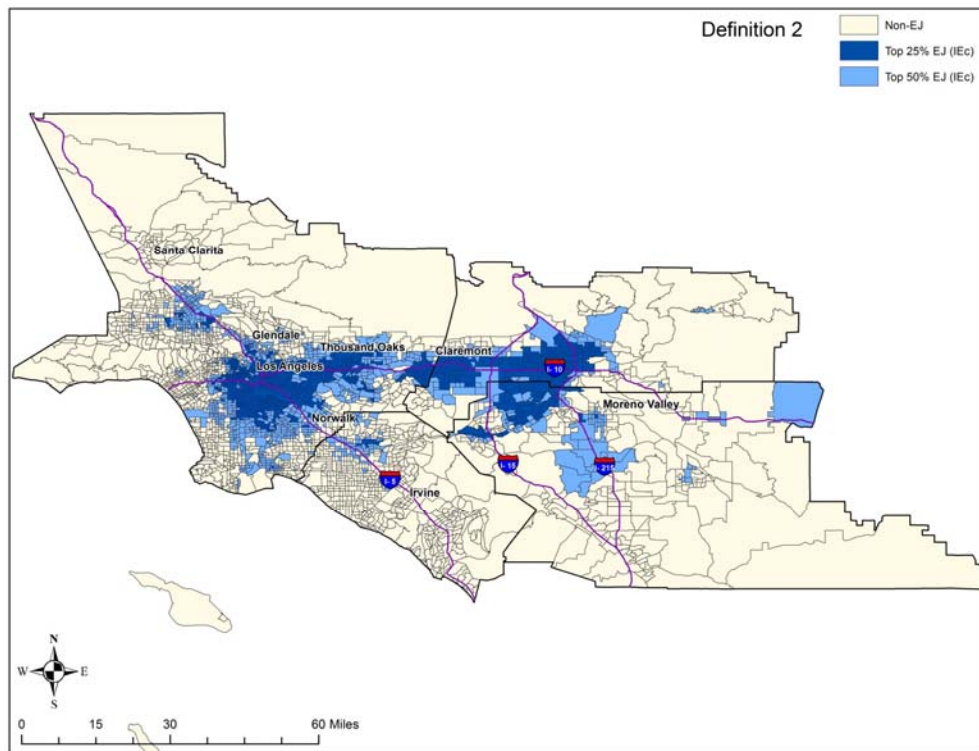 Definition 2
Non-EJ
Top 25% EJ (IEc)
Top 50% EJ (IEc)
Santa Clarita
Glendale
Thousand Oaks
Claremont
Los Angeles
I- 10
Norwalk
Moreno Valley
I- 15
I- 215
I- 5
Irvine
N
W E
S
0 15 30 60 Miles